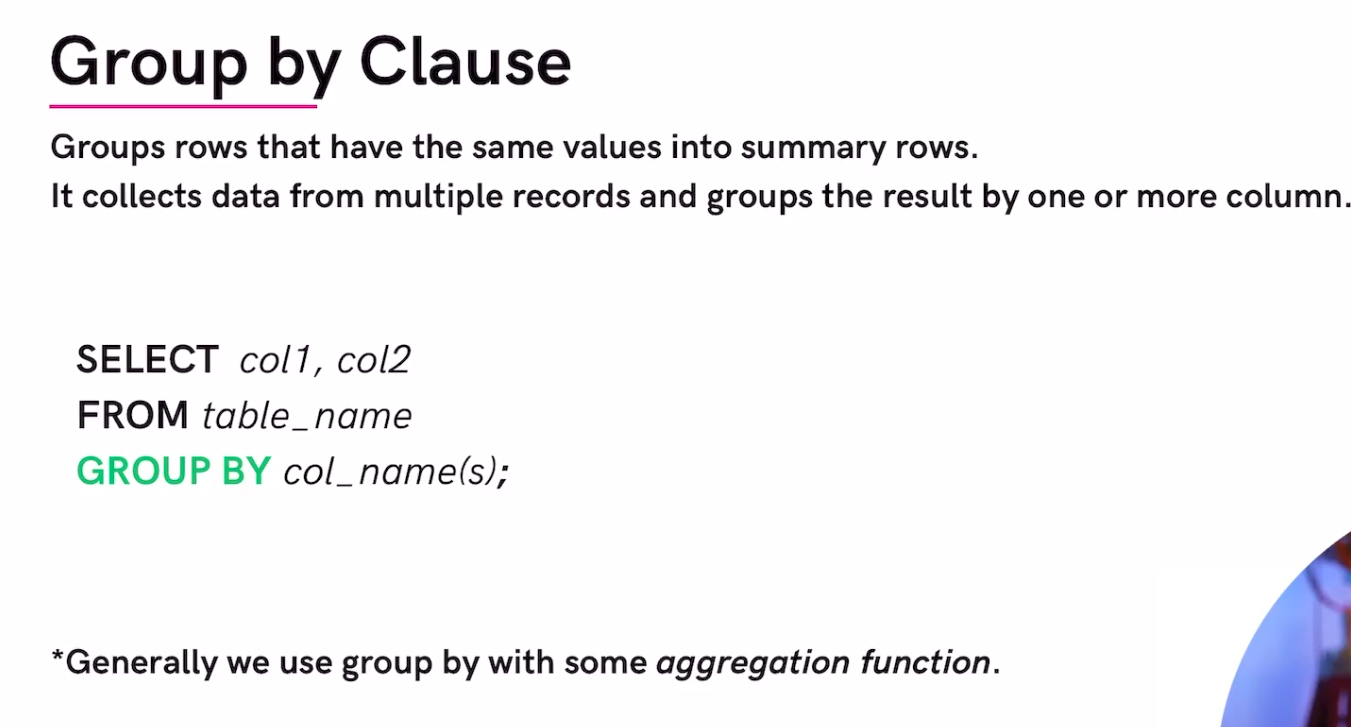 Group by Clause
Groups rows that have the same values into summary rows.
It collects data from multiple records and groups the result by one or more column.
SELECT col1, col2
FROM table_name
GROUP BY col_name(s);
*Generally we use group by with some aggregation function.